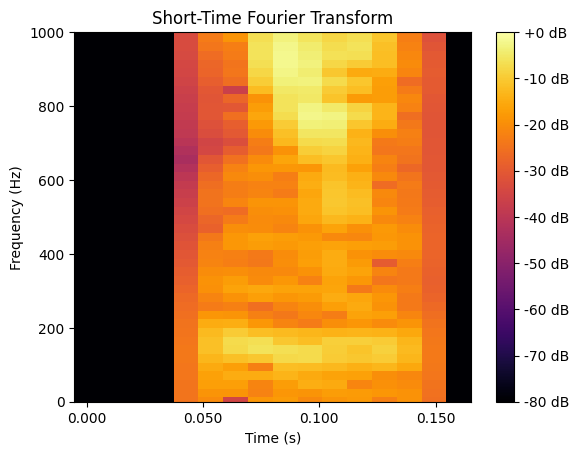 Short-Time Fourier Transform
1000
800
600
400
200
0
Frequency (Hz)
0.000
0.050
0.100
0.150
Time (s)
+0 dB
-10 dB
-20 dB
-30 dB
-40 dB
-50 dB
-60 dB
-70 dB
-80 dB